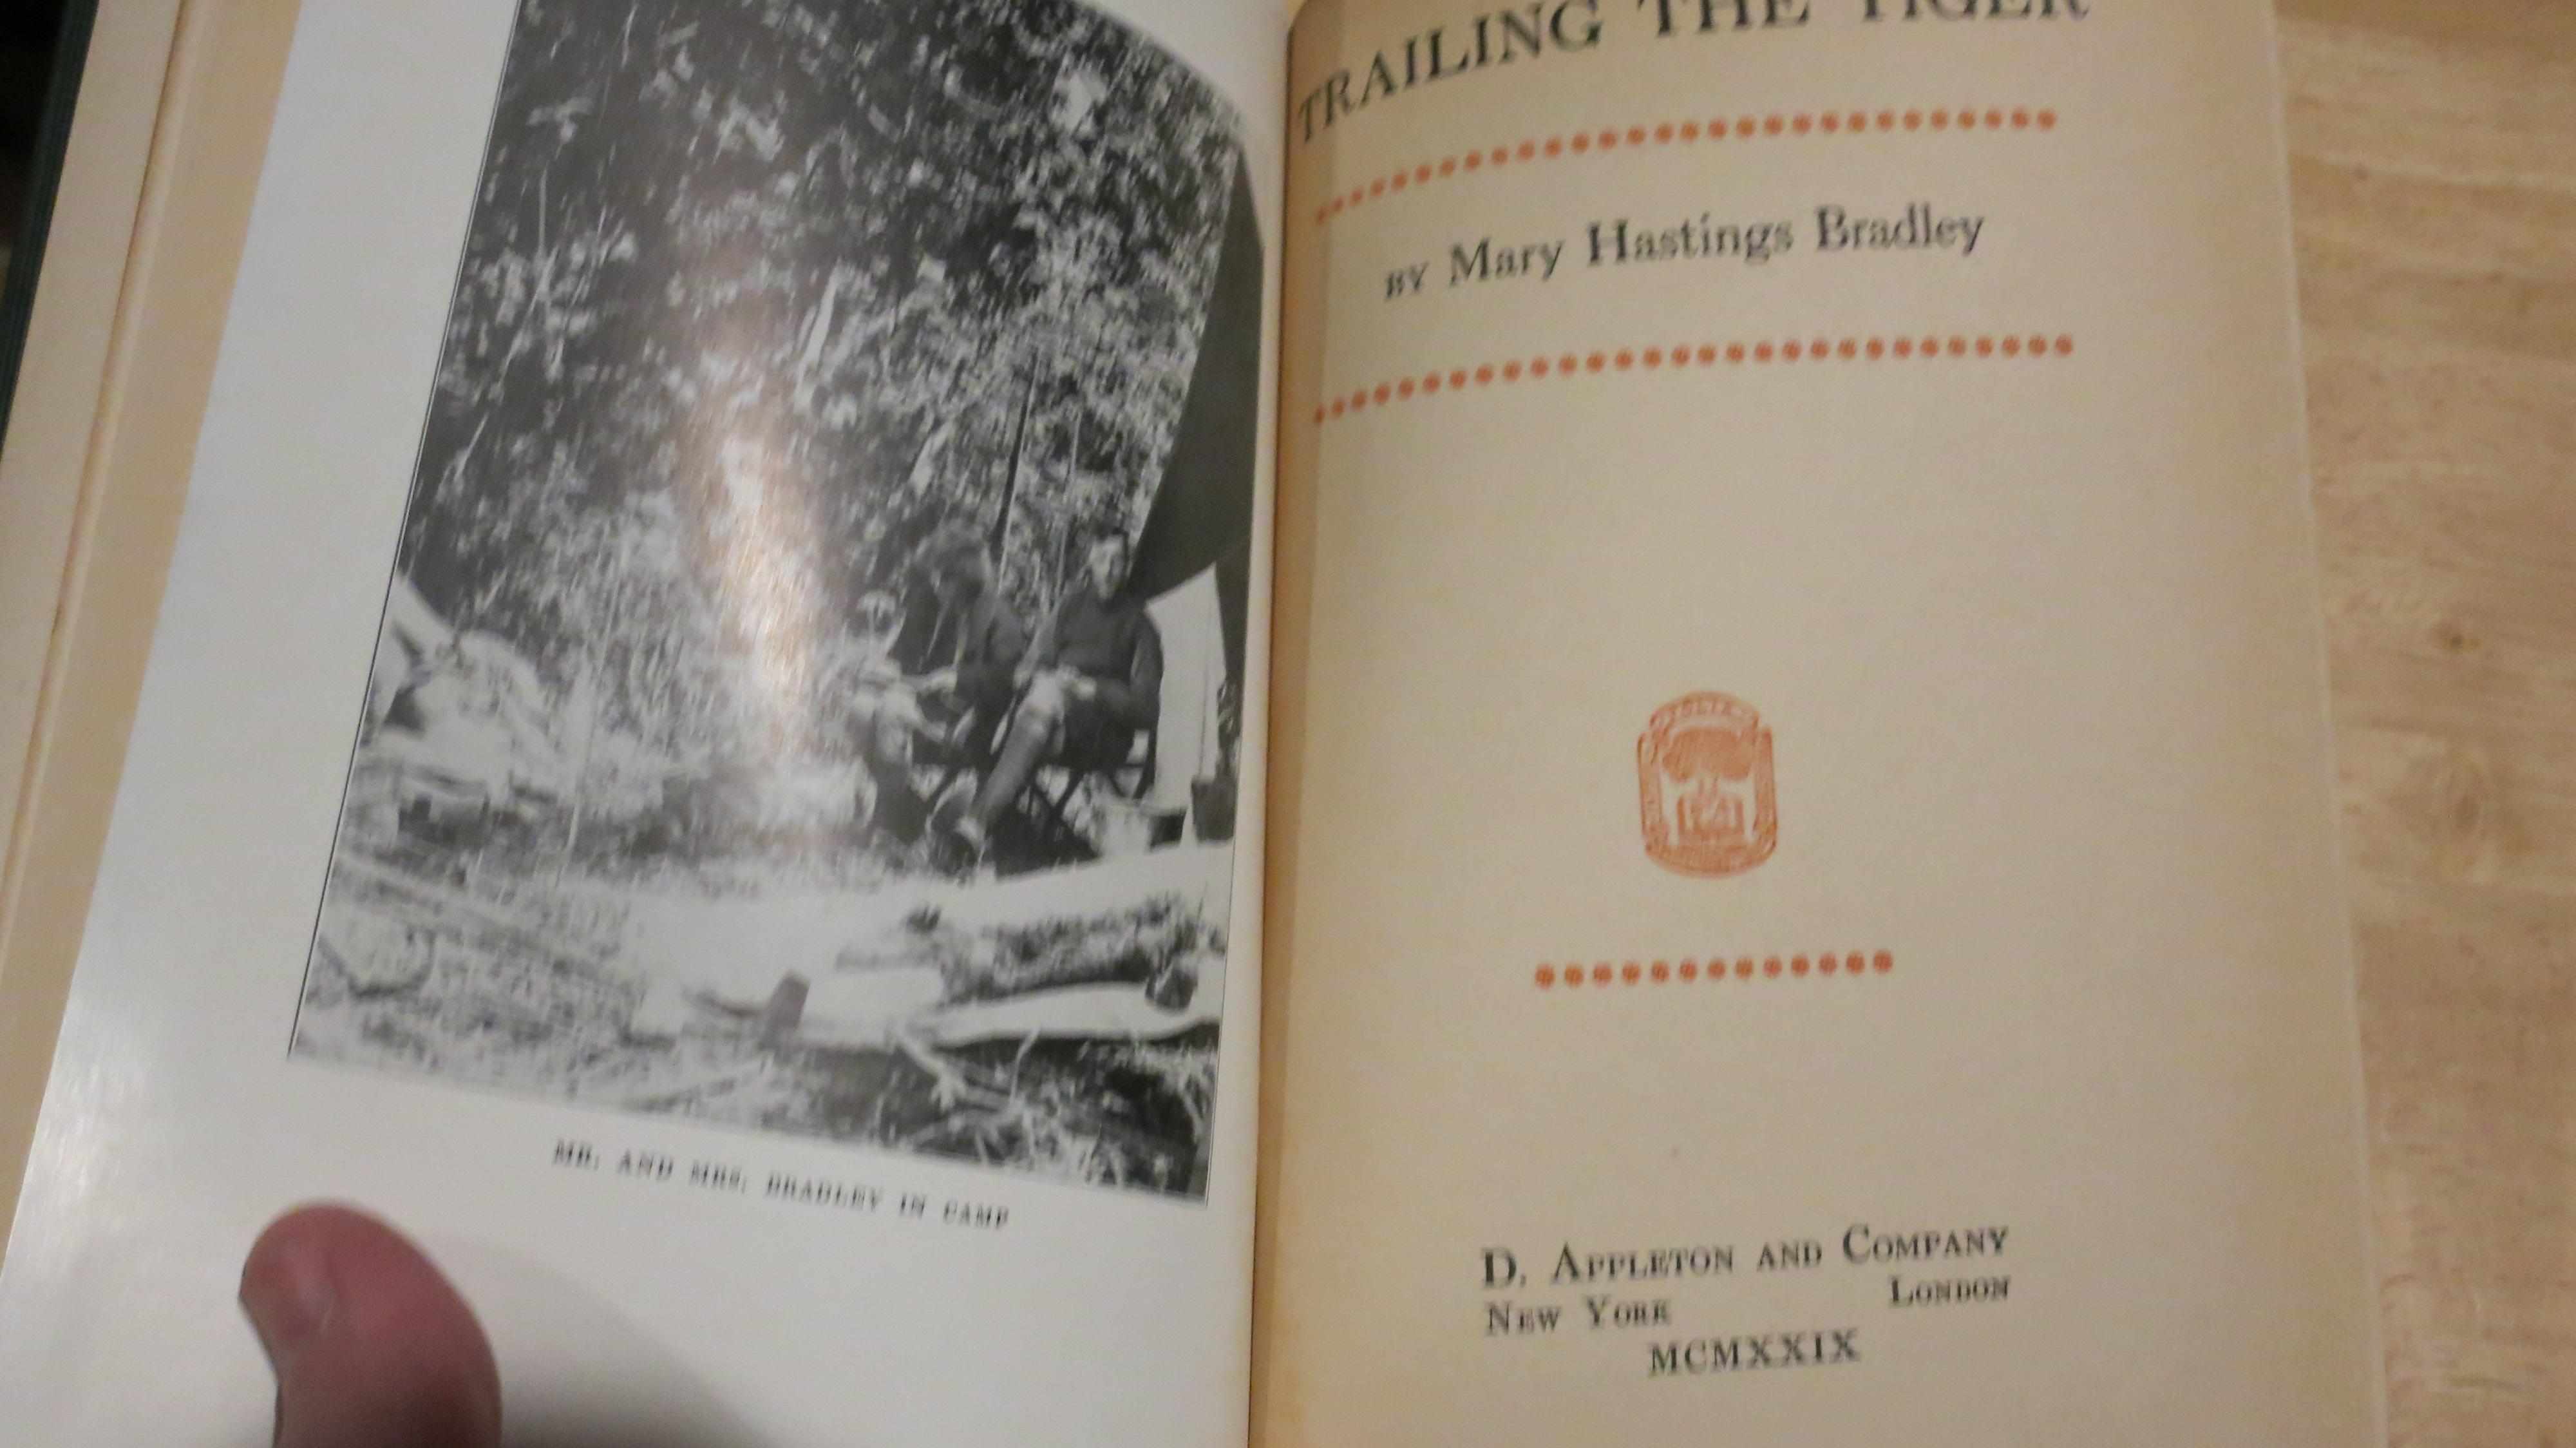 MR. AND MRS. BRADLEY IN CAMP
TRAILING THE TIGER
BY Mary Hastings Bradley
D. APPLETON AND COMPANY
NEW YORK LONDON
MCMXXIX